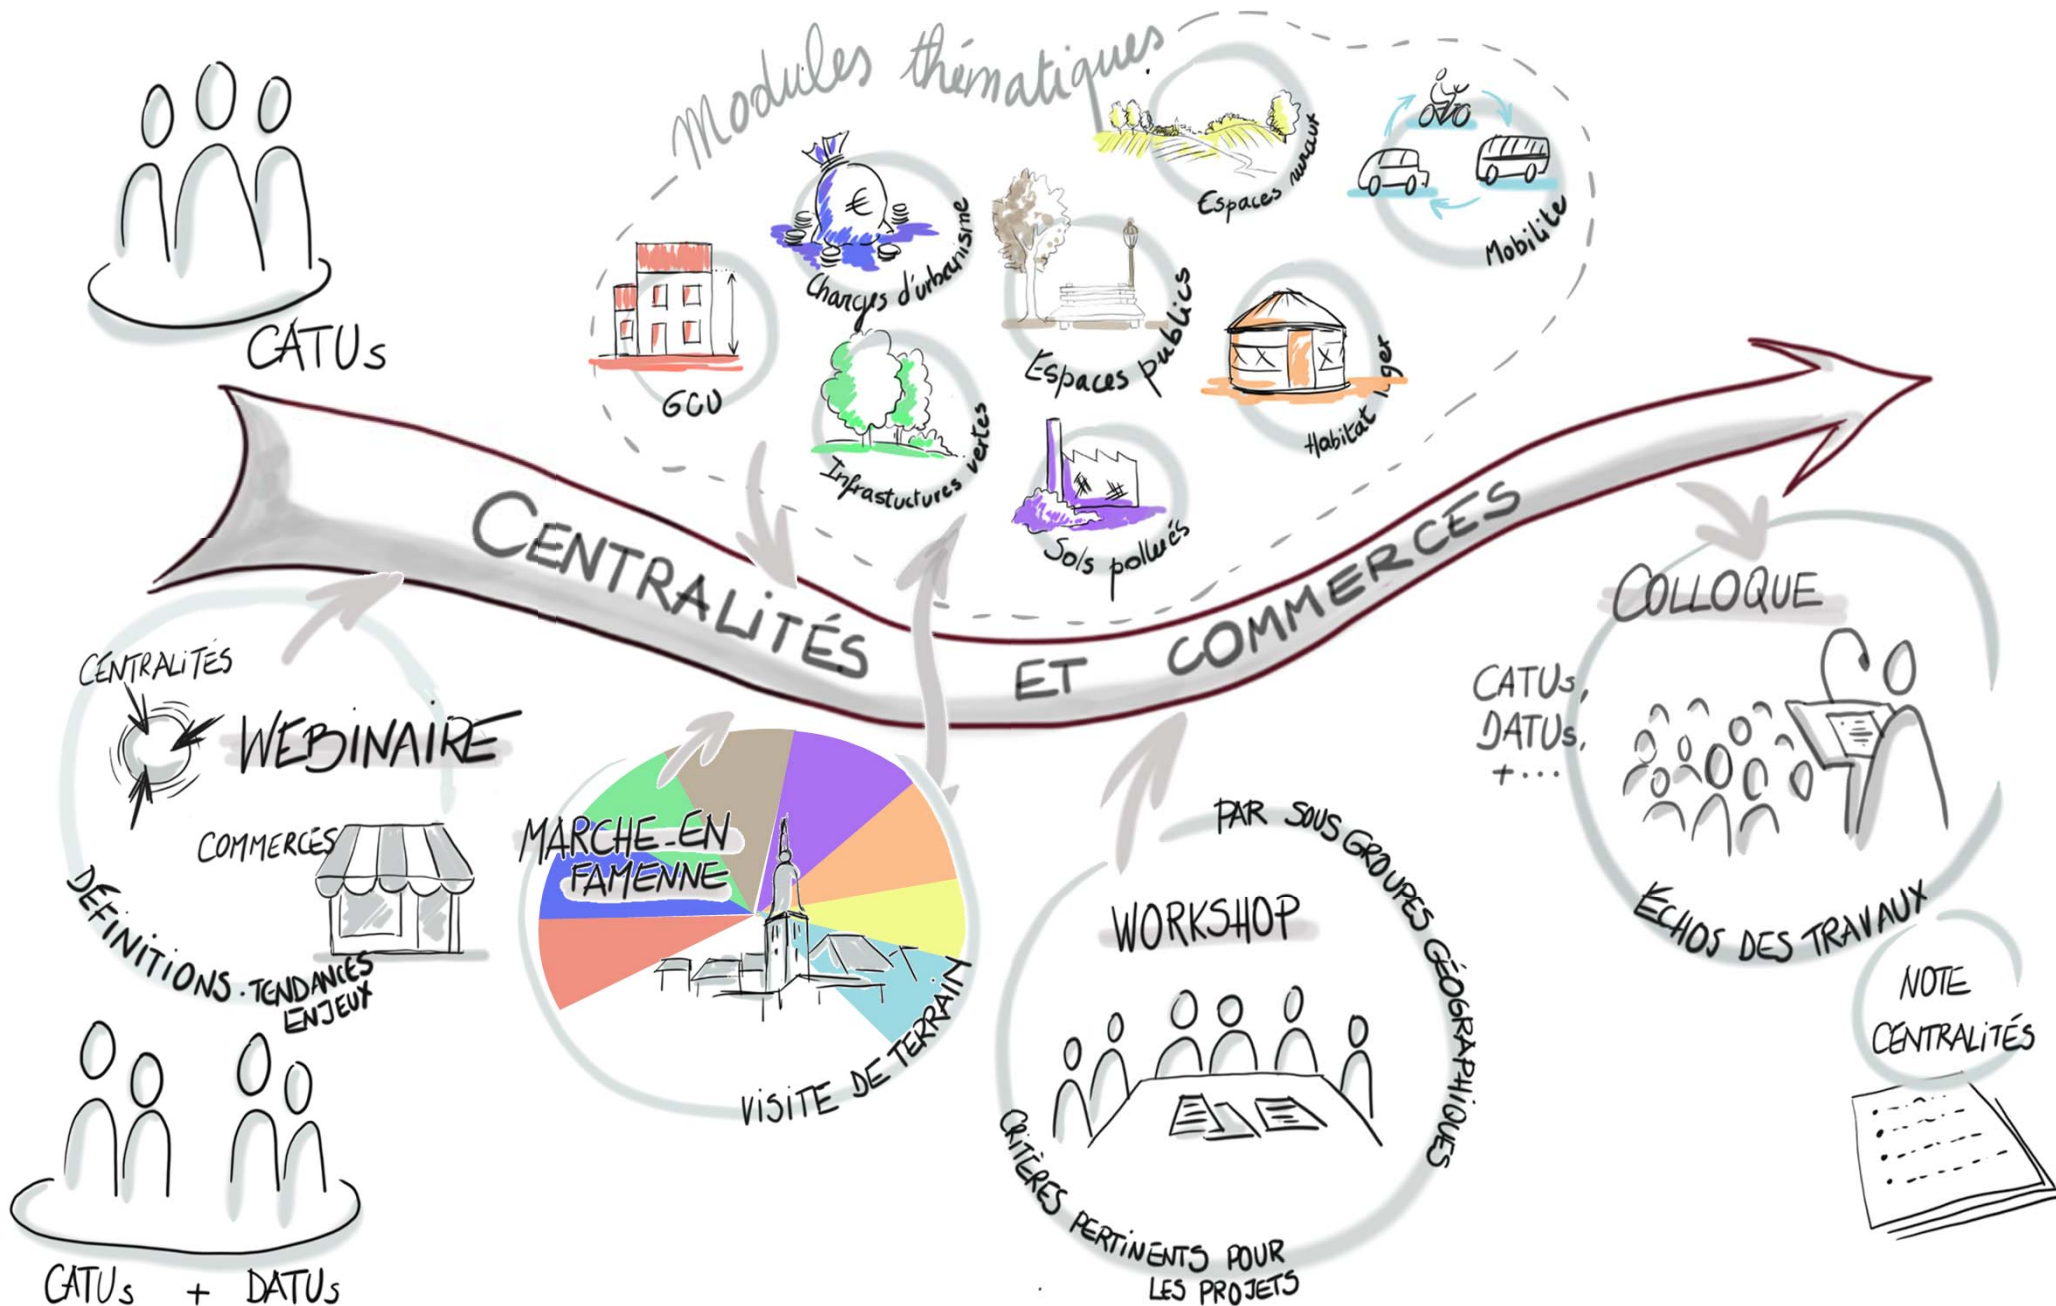 Modules thématiques
CATUs
GCU
Charges d'urbanisme
Espaces publics
Espaces ruraux
Mobilite
Infrastuctures vertes
Habitat léger
Sols pollués
CENTRALITÉS ET COMMERCES
CENTRALITÉS
WEBINAIRE
COMMERCES
DÉFINITIONS. TENDANCES
ENJEUX
CATUs + DATUs
MARCHE-EN
FAMENNE
VISITE DE TERRAIN
PAR SOUS GROUPES GÉOGRAPHIQUES
WORKSHOP
CRITÈRES PERTINENTS POUR
LES PROJETS
COLLOQUE
CATUs,
DATUs,
+...
ÉCHOS DES TRAVAUX
NOTE
CENTRALITÉS